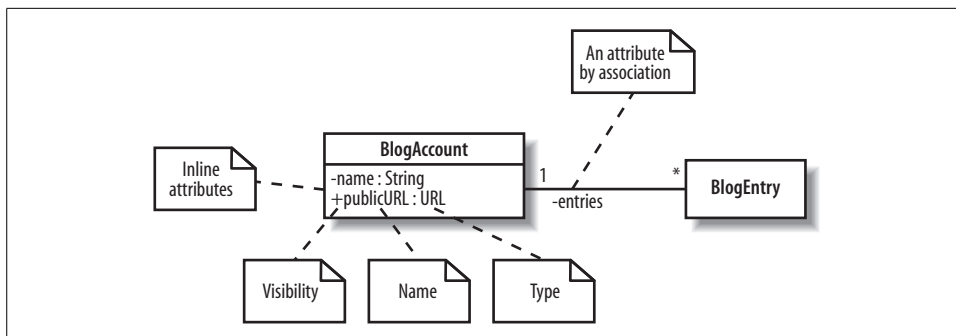 An attribute
by association
BlogAccount
Inline
attributes
-name : String
+publicURL : URL
1
*
-entries
BlogEntry
Visibility
Name
Type